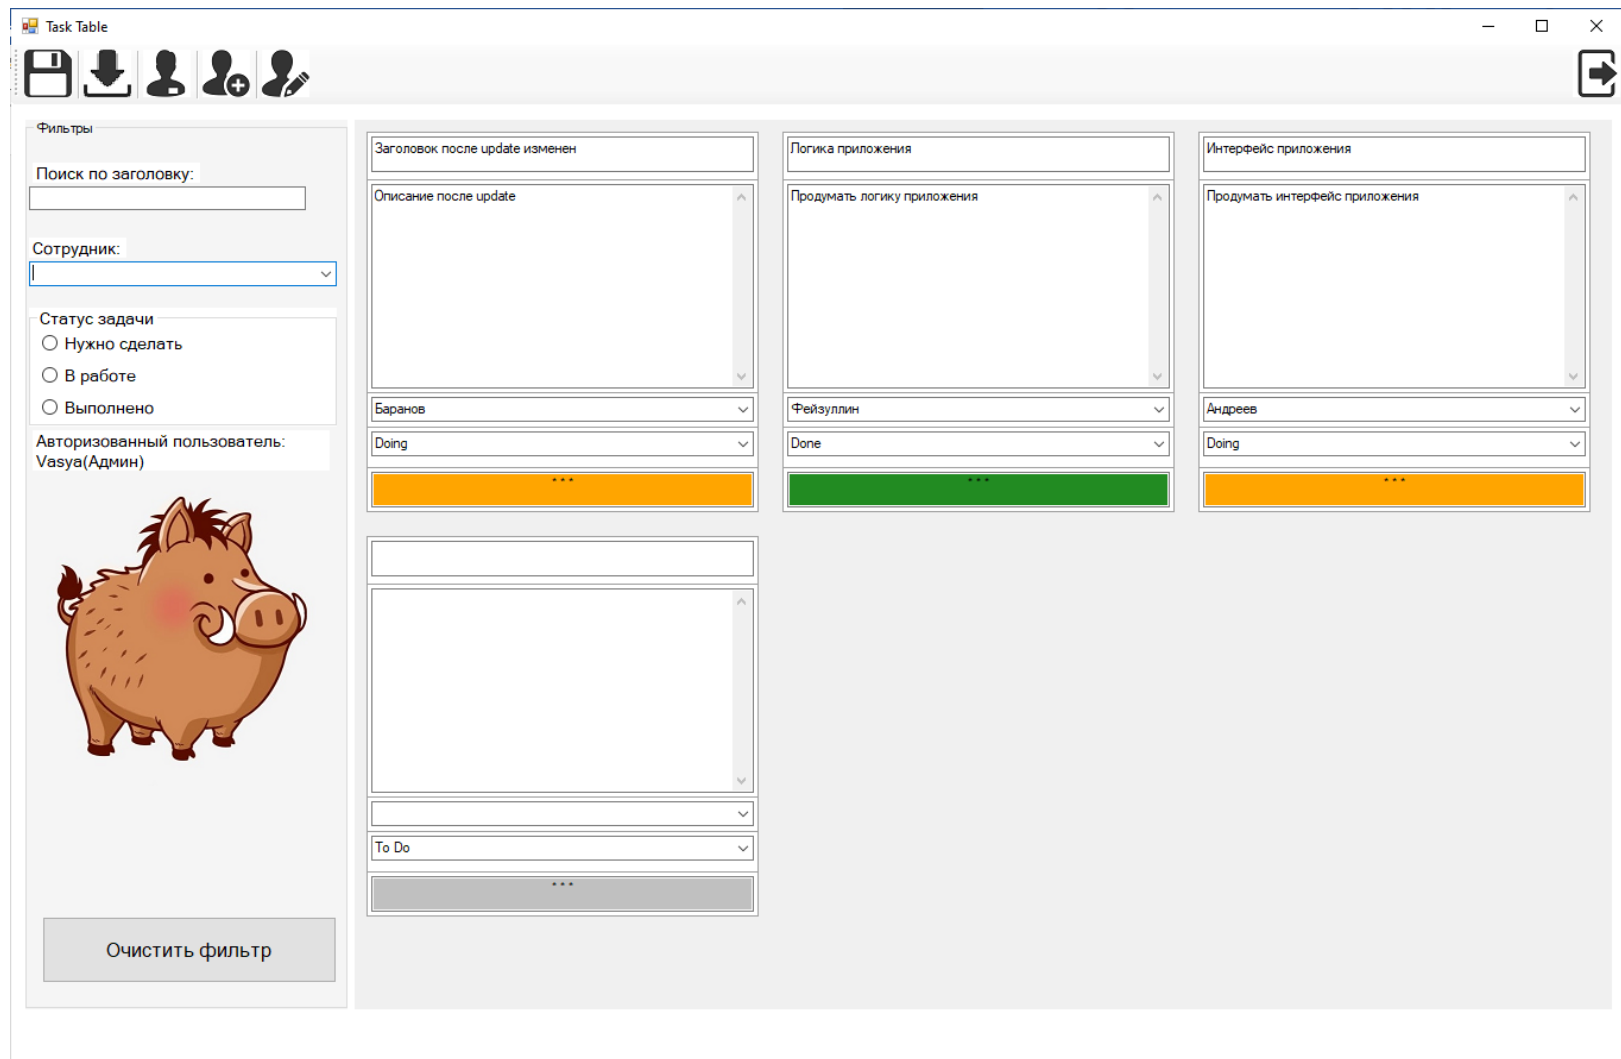 Task Table
Фильтры
Поиск по заголовку:
Сотрудник:
Статус задачи
Нужно сделать
В работе
Выполнено
Авторизованный пользователь:
Vasya(Админ)
Очистить фильтр
Заголовок после update изменен
Описание после update
Баранов
Doing
...
Логика приложения
Продумать логику приложения
Фейзуллин
Done
...
Интерфейс приложения
Продумать интерфейс приложения
Андреев
Doing
...
To Do
...